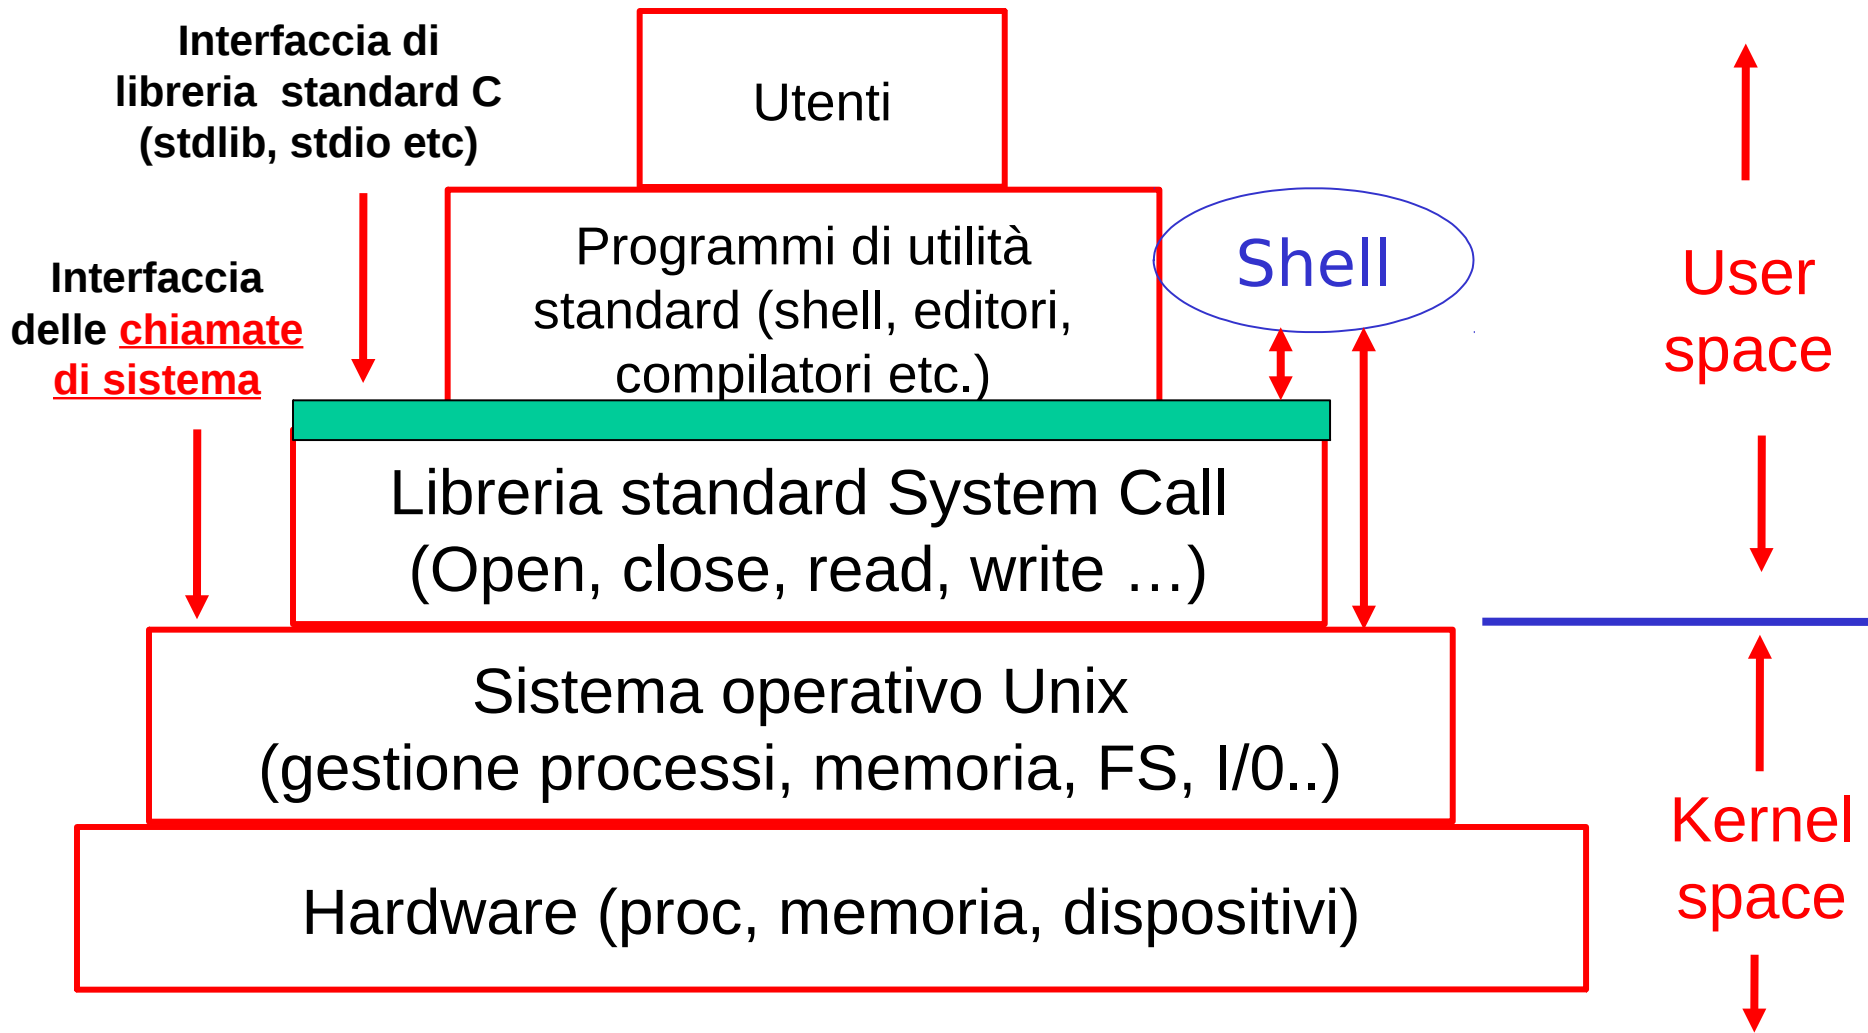 Interfaccia di
libreria  standard C
(stdlib, stdio etc)
Utenti
Interfaccia
delle chiamate
di sistema
Programmi di utilità
standard (shell, editori,
compilatori etc.)
Shell
User
space
Libreria standard System Call
(Open, close, read, write …)
Sistema operativo Unix
(gestione processi, memoria, FS, I/0..)
Kernel
space
Hardware (proc, memoria, dispositivi)